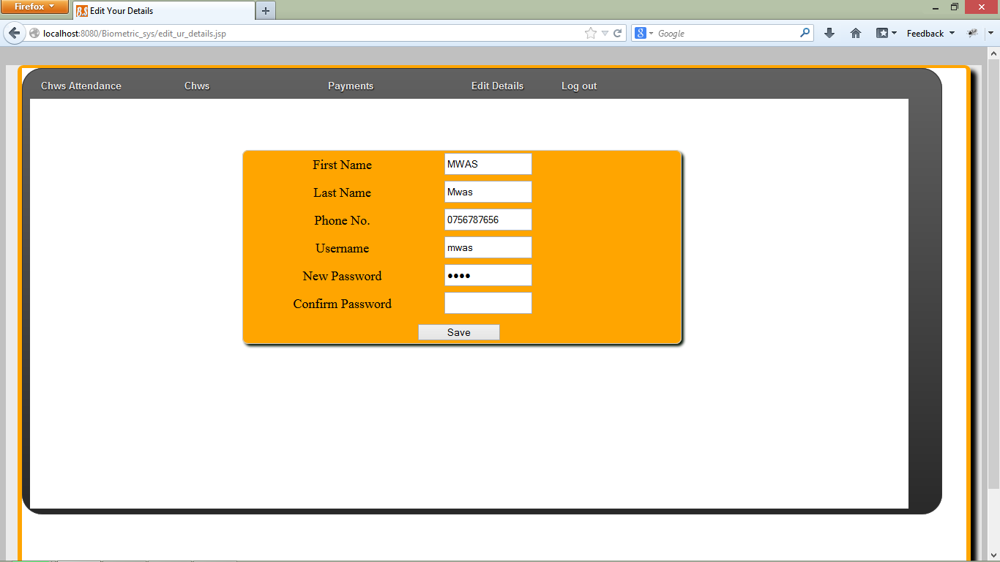 Firefox
B.S Edit Your Details
localhost:8080/Biometric_sys/edit_ur_details.jsp
Google
Feedback
Chws Attendance Chws Payments Edit Details Log out
First Name MWAS
Last Name Mwas
Phone No. 0756787656
Username mwas
New Password ••••
Confirm Password
Save